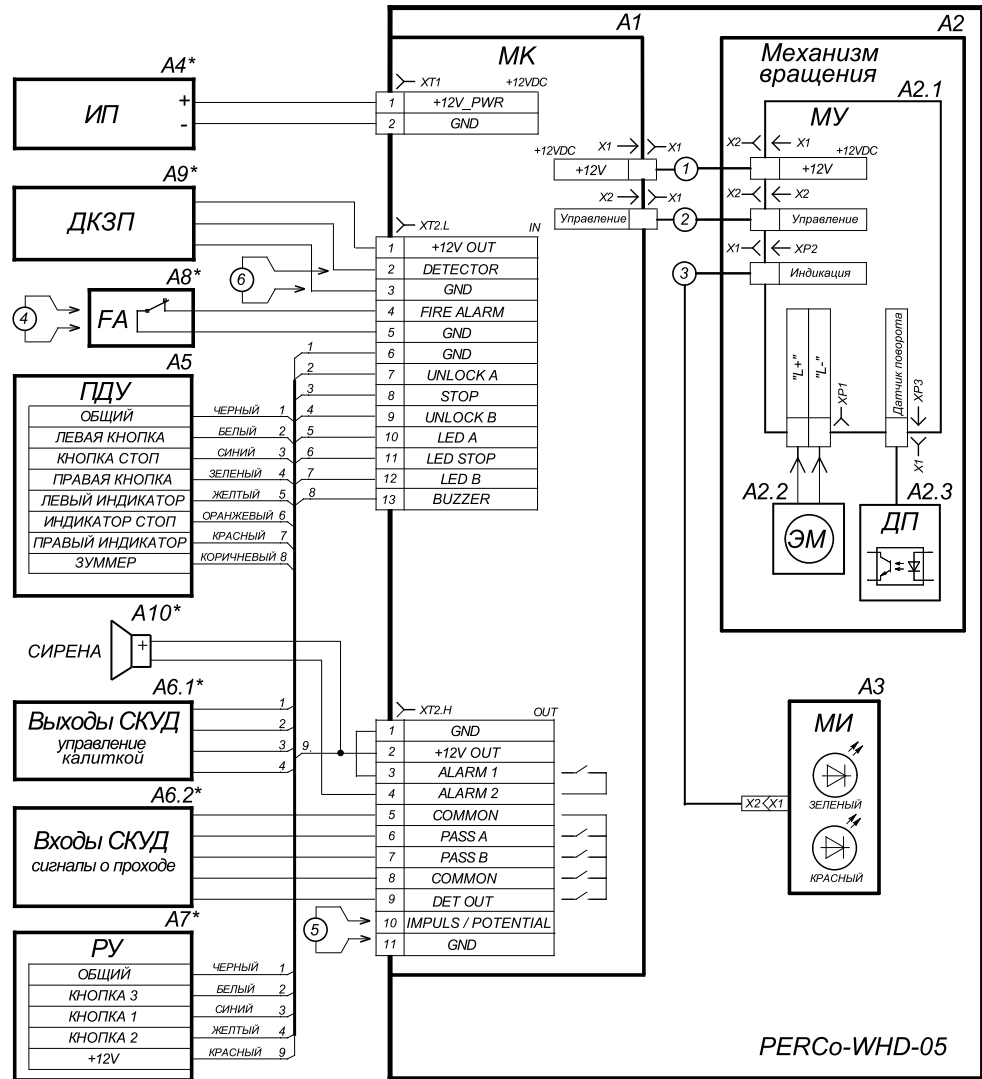 A1
A2
МК
Механизм
вращения
A2.1
МУ
A4*
ИП
+
-
XT1
+12VDC
1 +12V_PWR
2 GND
X1 X1
+12VDC
+12V
1
X2 X1
+12VDC
+12V
X2 X1
Управление
2
X2 X2
Управление
X1 XP2
3
Индикация
A9*
ДКЗП
XT2.L
IN
1 +12V OUT
2 DETECTOR
3 GND
4 FIRE ALARM
5 GND
6 GND
7 UNLOCK A
8 STOP
9 UNLOCK B
10 LED A
11 LED STOP
12 LED B
13 BUZZER
6
A8*
4
FA
1
2
3
4
5
6
7
8
A5
ПДУ
ОБЩИЙ ЧЕРНЫЙ 1
ЛЕВАЯ КНОПКА БЕЛЫЙ 2
КНОПКА СТОП СИНИЙ 3
ПРАВАЯ КНОПКА ЗЕЛЕНЫЙ 4
ЛЕВЫЙ ИНДИКАТОР ЖЕЛТЫЙ 5
ИНДИКАТОР СТОП ОРАНЖЕВЫЙ 6
ПРАВЫЙ ИНДИКАТОР КРАСНЫЙ 7
ЗУММЕР КОРИЧНЕВЫЙ 8
"L+"
"L-"
XP1
Датчик поворота
XP3
X1
A2.2
ЭМ
A2.3
ДП
A10*
СИРЕНА
+
A6.1*
Выходы СКУД
управление
калиткой
1
2
3
4
9
XT2.H
OUT
1 GND
2 +12V OUT
3 ALARM 1
4 ALARM 2
5 COMMON
6 PASS A
7 PASS B
8 COMMON
9 DET OUT
10 IMPULS / POTENTIAL
11 GND
A6.2*
Входы СКУД
сигналы о проходе
5
A3
МИ
X2 X1
ЗЕЛЕНЫЙ
КРАСНЫЙ
A7*
РУ
ОБЩИЙ ЧЕРНЫЙ 1
КНОПКА 3 БЕЛЫЙ 2
КНОПКА 1 СИНИЙ 3
КНОПКА 2 ЖЕЛТЫЙ 4
+12V КРАСНЫЙ 9
PERCo-WHD-05